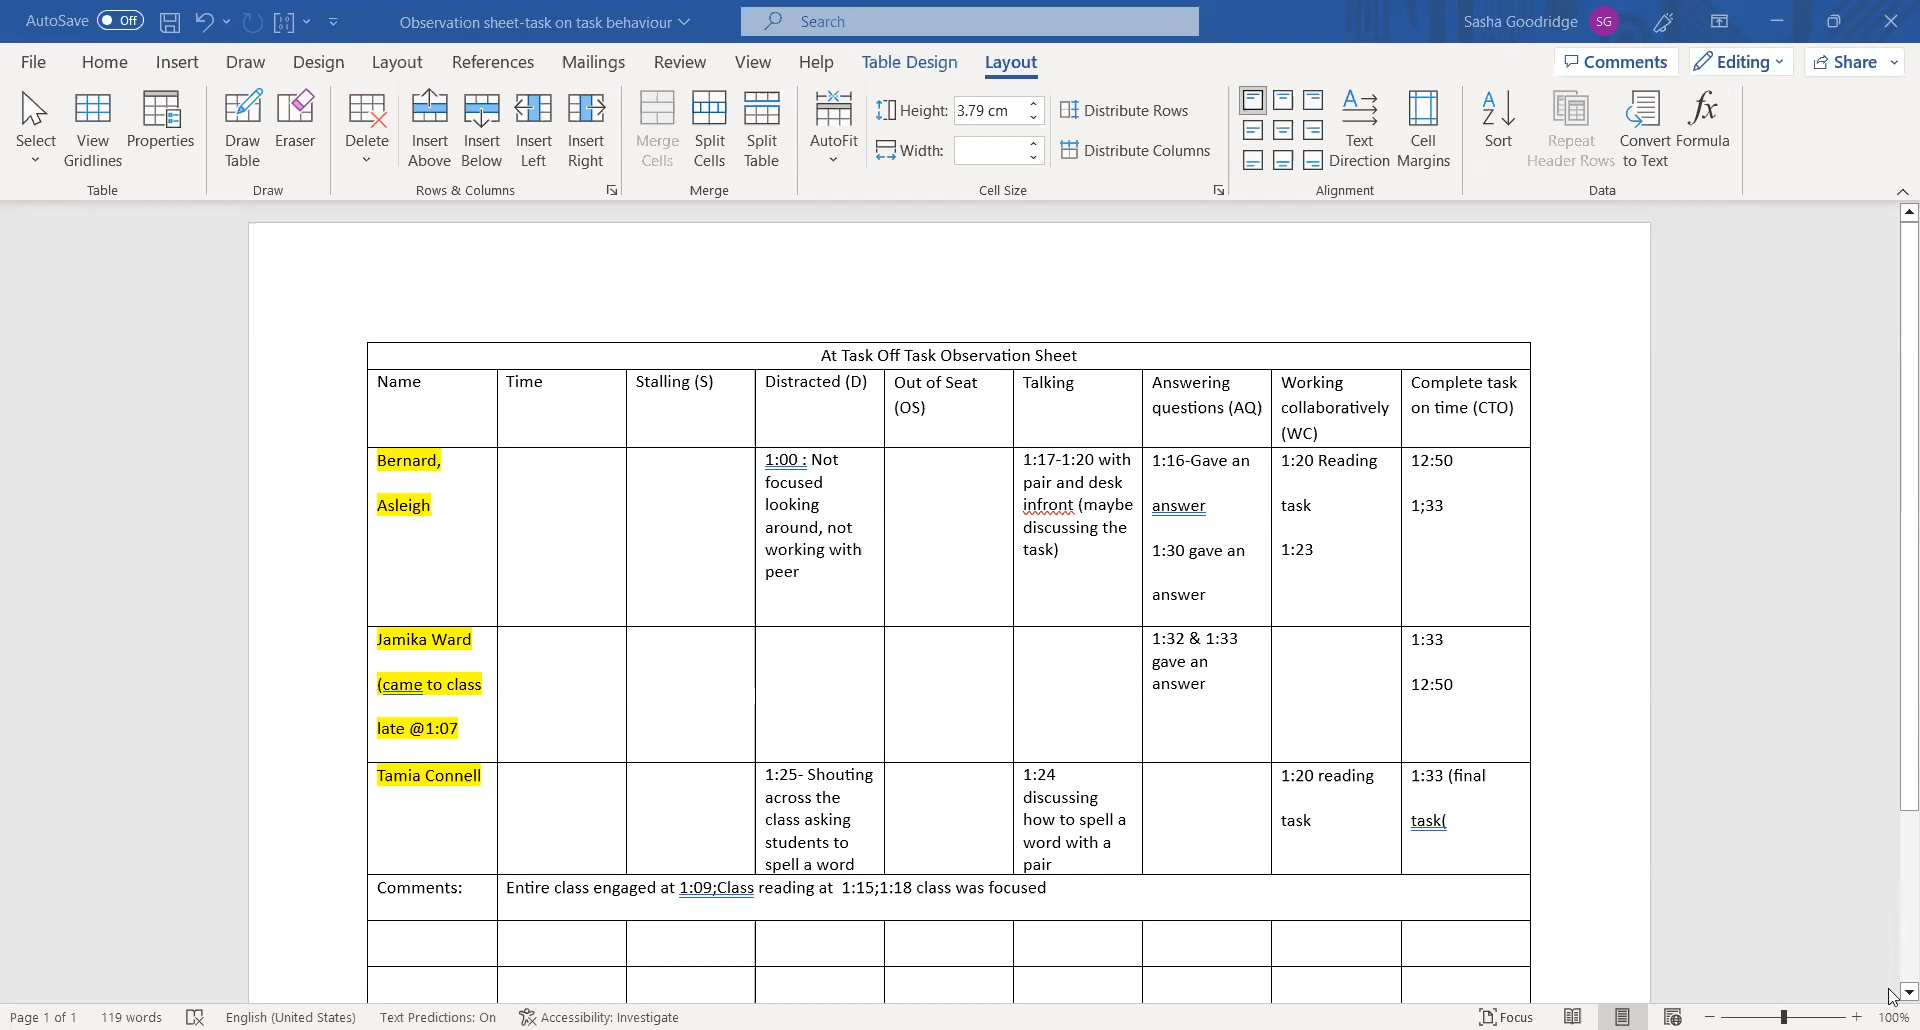 AutoSave Off Observation sheet-task on task behaviour Search Sasha Goodridge SG
File Home Insert Draw Design Layout References Mailings Review View Help Table Design Layout Comments Editing Share
Select View Gridlines Properties Draw Table Eraser Delete Insert Above Insert Below Insert Left Insert Right Merge Cells Split Cells Split Table AutoFit Height: 3.79 cm Width: Distribute Rows Distribute Columns Text Direction Cell Margins Sort Repeat Header Rows Convert to Text Formula
Table Draw Rows & Columns Merge Cell Size Alignment Data
At Task Off Task Observation Sheet
Name Time Stalling (S) Distracted (D) Out of Seat (OS) Talking Answering questions (AQ) Working collaboratively (WC) Complete task on time (CTO)
Bernard,
Asleigh
1:00 : Not
focused
looking
around, not
working with
peer
1:17-1:20 with
pair and desk
infront (maybe
discussing the
task)
1:16-Gave an
answer
1:30 gave an
answer
1:20 Reading
task
1:23
12:50
1;33
Jamika Ward
(came to class
late @1:07
1:32 & 1:33
gave an
answer
1:33
12:50
Tamia Connell
1:25- Shouting
across the
class asking
students to
spell a word
1:24
discussing
how to spell a
word with a
pair
1:20 reading
task
1:33 (final
task(
Comments: Entire class engaged at 1:09;Class reading at 1:15;1:18 class was focused
Page 1 of 1 119 words English (United States) Text Predictions: On Accessibility: Investigate Focus 100%